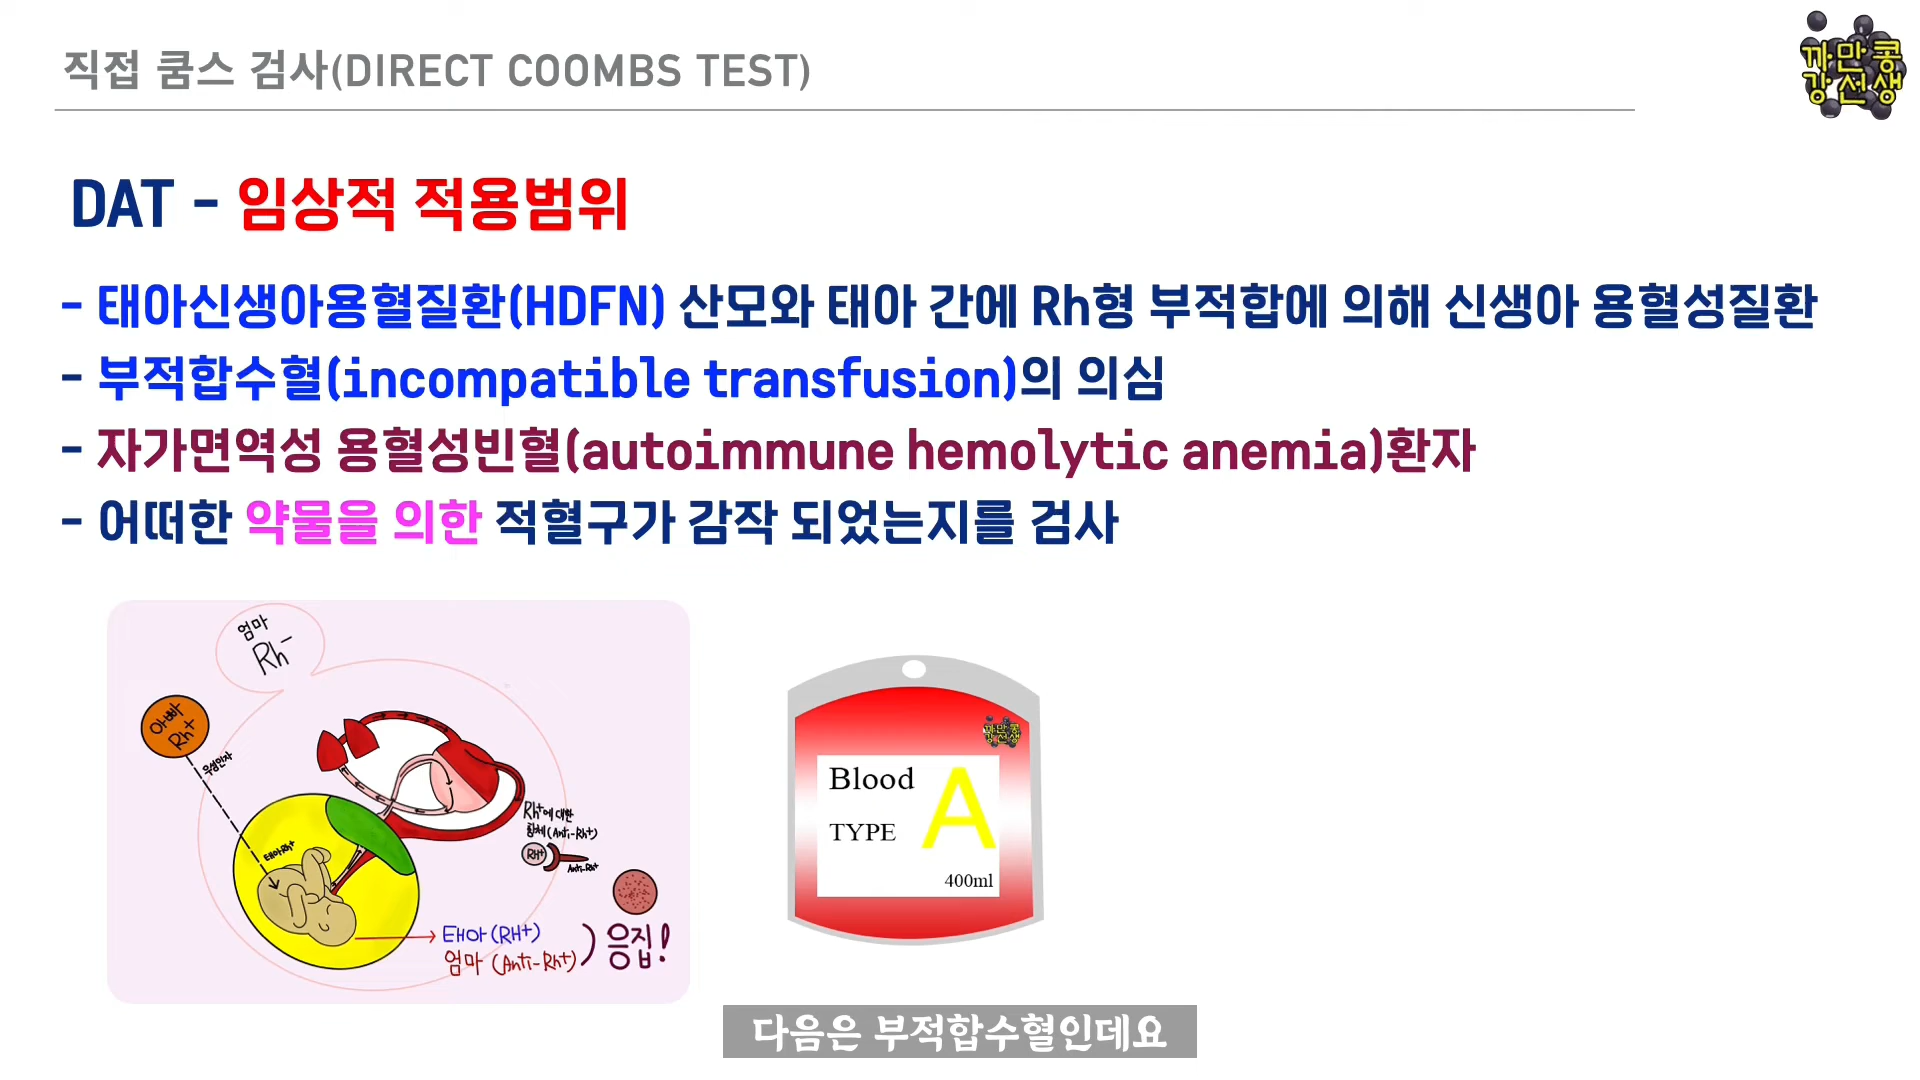 직접 쿰스 검사(DIRECT COOMBS TEST)
까만콩
강선생
DAT - 임상적 적용범위
- 태아신생아용혈질환(HDFN) 산모와 태아 간에 Rh형 부적합에 의해 신생아 용혈성질환
- 부적합수혈(incompatible transfusion)의 의심
- 자가면역성 용혈성빈혈(autoimmune hemolytic anemia)환자
- 어떠한 약물을 의한 적혈구가 감작 되었는지를 검사
엄마
Rh-
아빠
Rh+
우성인자
태아Rh+
Rh+에 대한
항체(Anti-Rh+)
RH+
Anti-RH+
태아(RH+)
엄마 (Anti-Rh+)
응집!
까만콩
강선생
Blood
TYPE
A
400ml
다음은 부적합수혈인데요